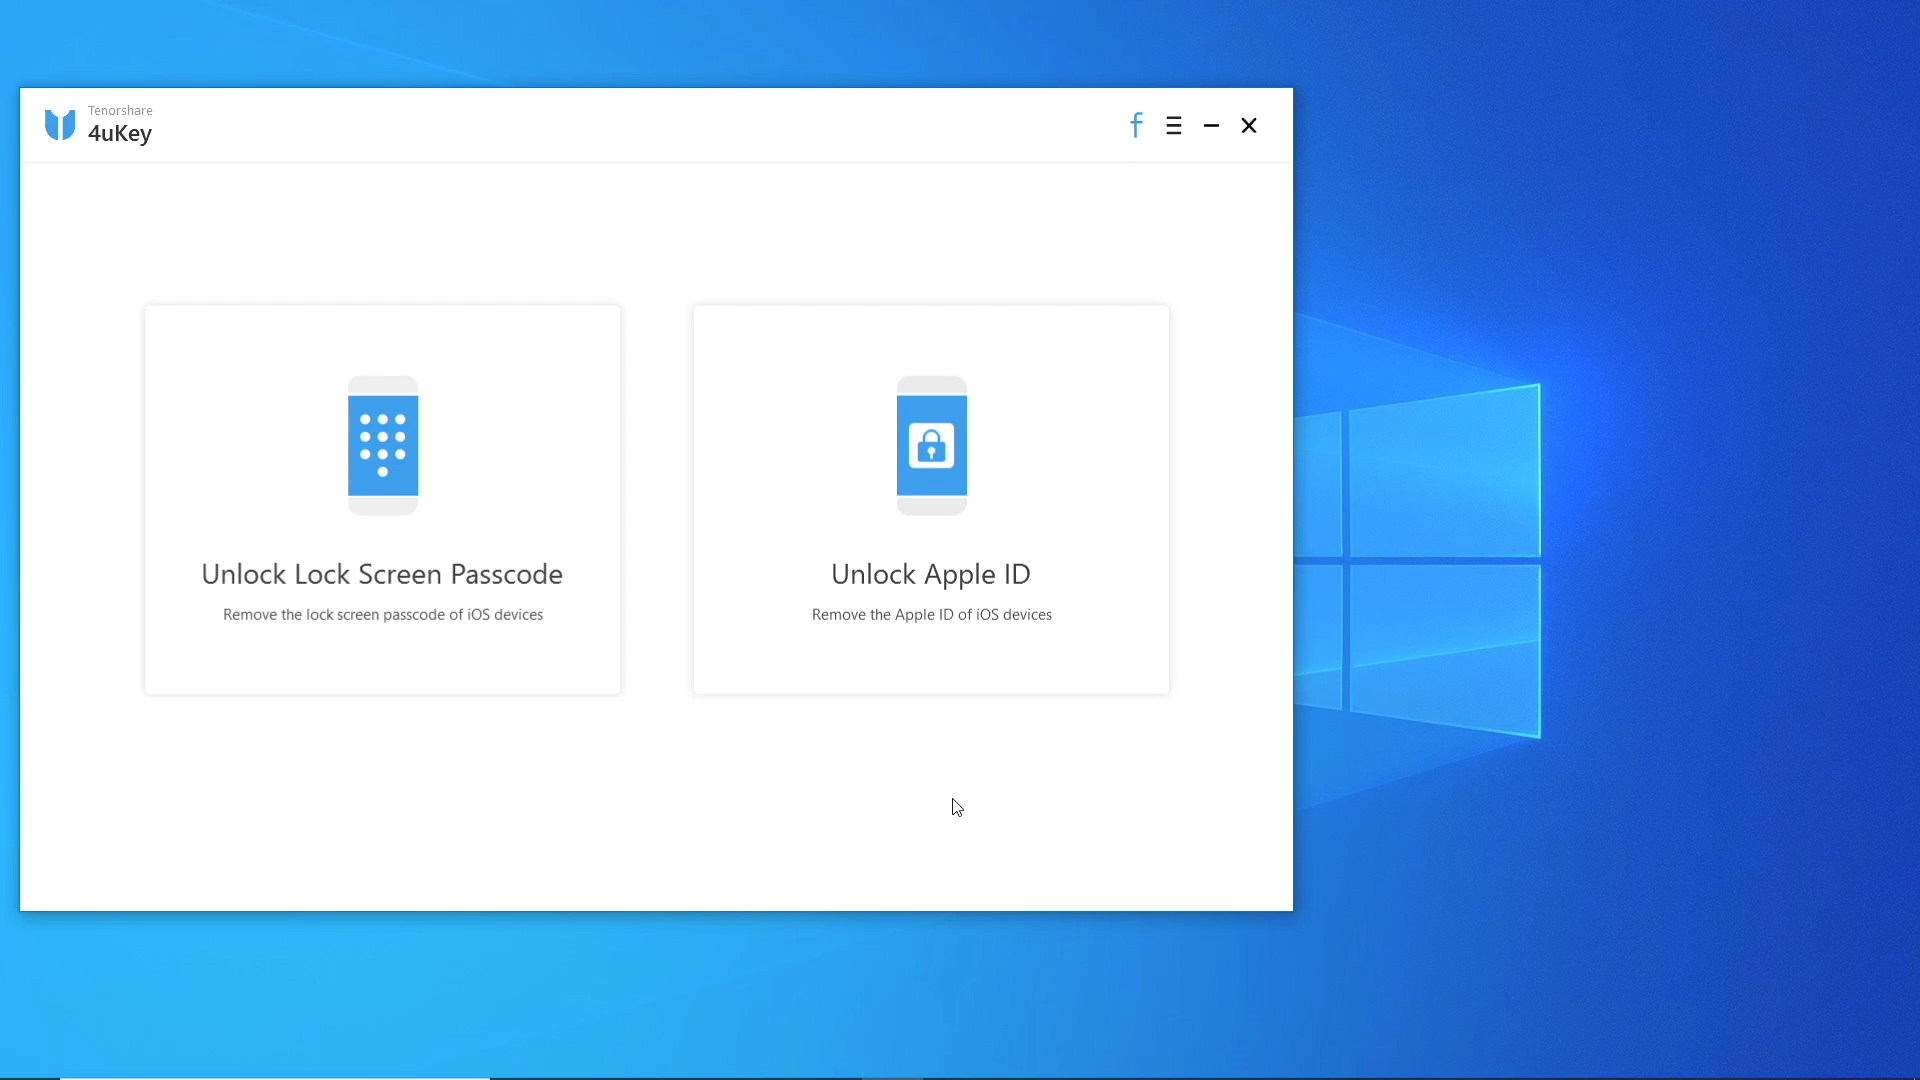 Tenorshare
4uKey
Unlock Lock Screen Passcode
Remove the lock screen passcode of iOS devices
Unlock Apple ID
Remove the Apple ID of iOS devices